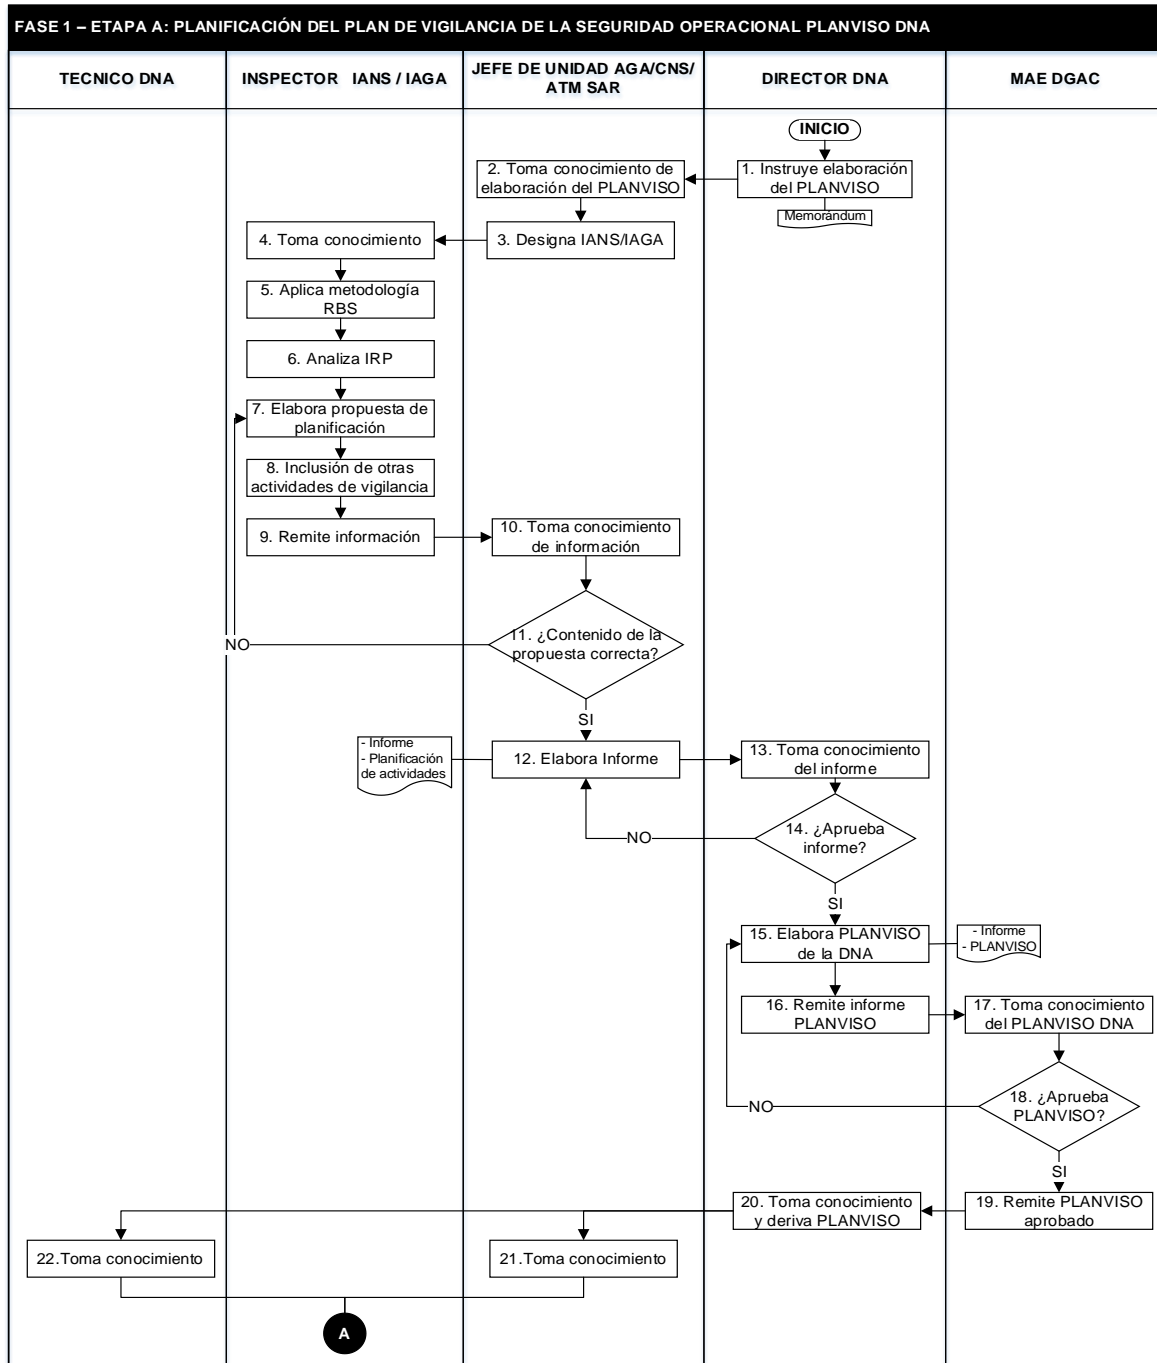 FASE 1 – ETAPA A: PLANIFICACIÓN DEL PLAN DE VIGILANCIA DE LA SEGURIDAD OPERACIONAL PLANVISO DNA
TECNICO DNA
INSPECTOR IANS / IAGA
JEFE DE UNIDAD AGA/CNS/
ATM SAR
DIRECTOR DNA
MAE DGAC
INICIO
1. Instruye elaboración
del PLANVISO
Memorándum
2. Toma conocimiento de
elaboración del PLANVISO
3. Designa IANS/IAGA
4. Toma conocimiento
5. Aplica metodología
RBS
6. Analiza IRP
7. Elabora propuesta de
planificación
8. Inclusión de otras
actividades de vigilancia
9. Remite información
10. Toma conocimiento
de información
11. ¿Contenido de la
propuesta correcta?
NO
SI
12. Elabora Informe
- Informe
- Planificación
de actividades
13. Toma conocimiento
del informe
14. ¿Aprueba
informe?
NO
SI
15. Elabora PLANVISO
de la DNA
- Informe
- PLANVISO
16. Remite informe
PLANVISO
17. Toma conocimiento
del PLANVISO DNA
18. ¿Aprueba
PLANVISO?
NO
SI
19. Remite PLANVISO
aprobado
20. Toma conocimiento
y deriva PLANVISO
21.Toma conocimiento
22.Toma conocimiento
A